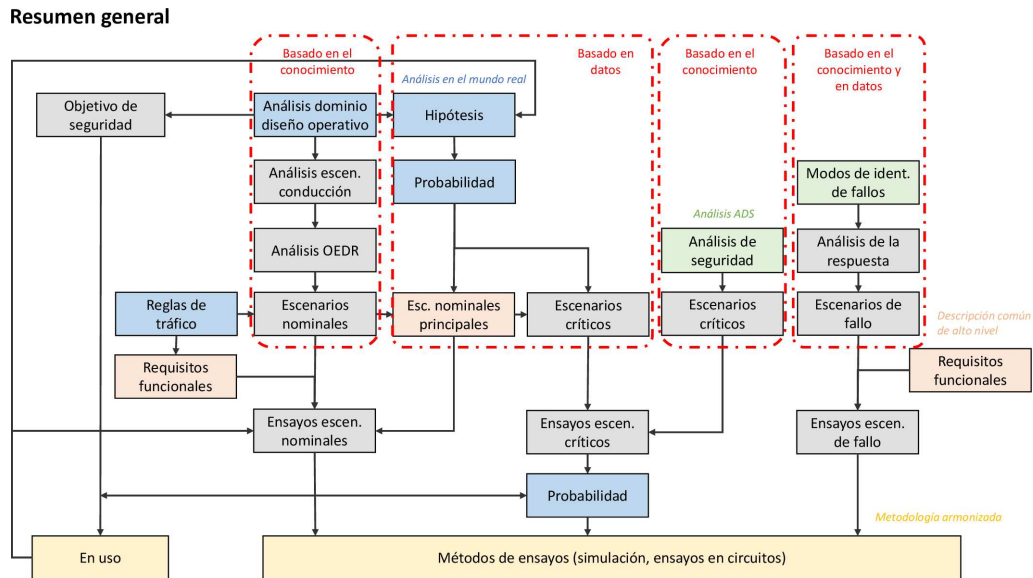 Resumen general
Basado en el
conocimiento
Basado en
datos
Basado en el
conocimiento
Basado en el
conocimiento y
en datos
Análisis en el mundo real
Objetivo de
seguridad
Análisis dominio
diseño operativo
Hipótesis
Análisis escen.
conducción
Probabilidad
Modos de ident.
de fallos
Análisis ADS
Análisis OEDR
Análisis de
seguridad
Análisis de la
respuesta
Reglas de
tráfico
Escenarios
nominales
Esc. nominales
principales
Escenarios
críticos
Escenarios
críticos
Escenarios de
fallo
Descripción común
de alto nivel
Requisitos
funcionales
Requisitos
funcionales
Ensayos escen.
nominales
Ensayos escen.
críticos
Ensayos escen.
de fallo
Probabilidad
Metodología armonizada
En uso
Métodos de ensayos (simulación, ensayos en circuitos)